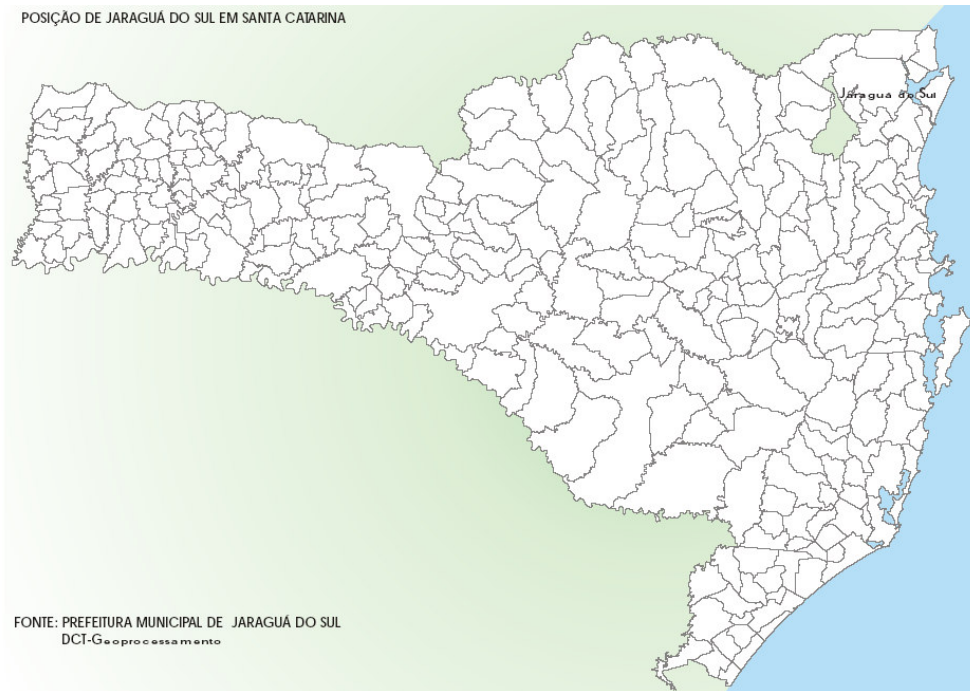 POSIÇÃO DE JARAGUÁ DO SUL EM SANTA CATARINA
Jaraguá do Sul
FONTE: PREFEITURA MUNICIPAL DE JARAGUÁ DO SUL
DCT-Geoprocessamento